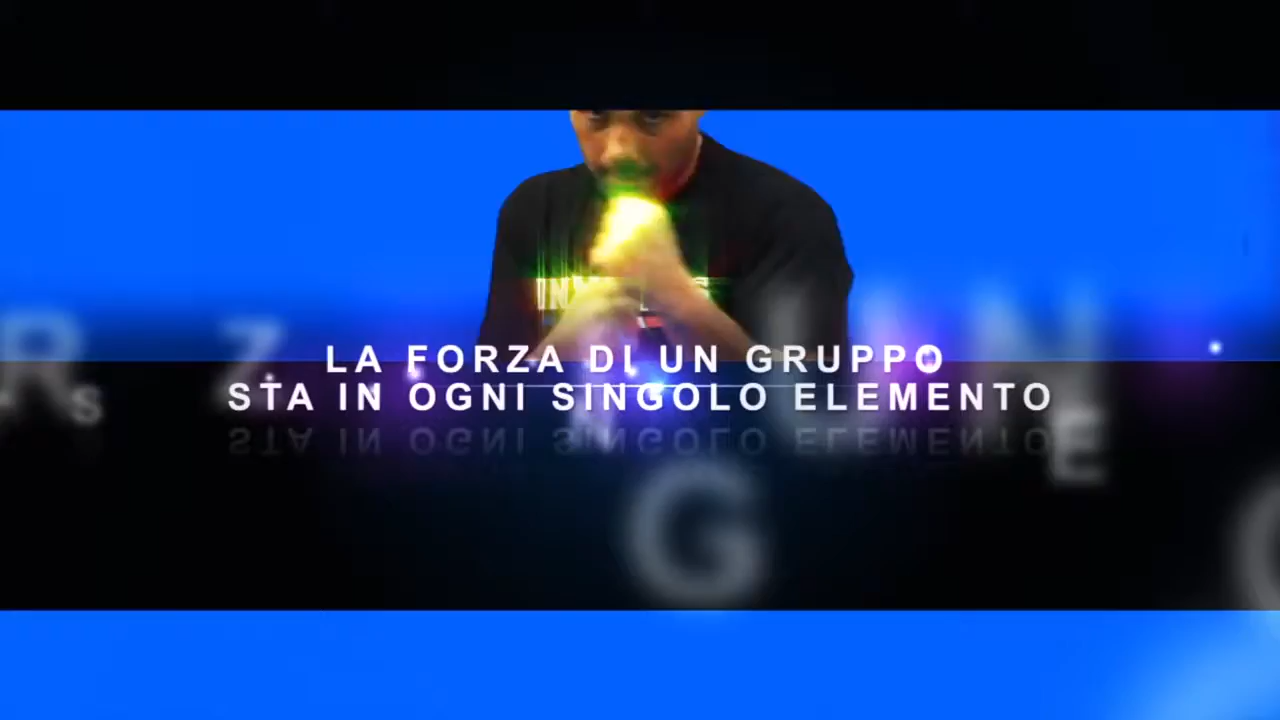 LA FORZA DI UN GRUPPO
STA IN OGNI SINGOLO ELEMENTO